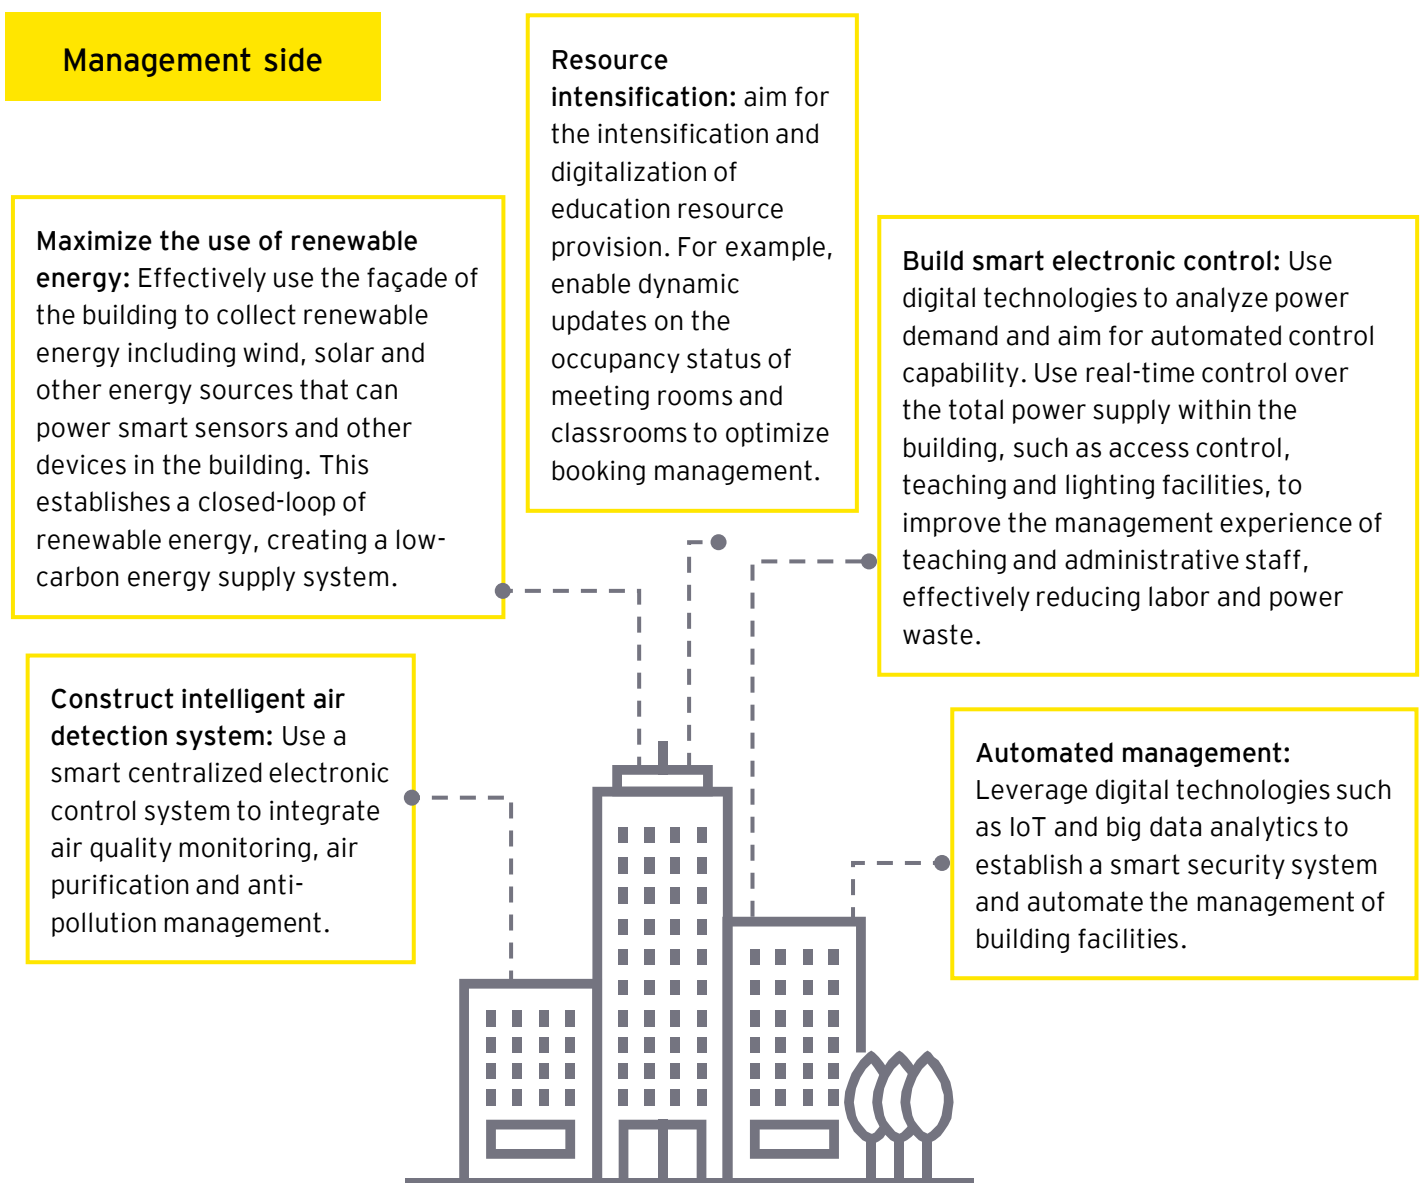 Management side
Resource
intensification: aim for
the intensification and
digitalization of
education resource
provision. For example,
enable dynamic
updates on the
occupancy status of
meeting rooms and
classrooms to optimize
booking management.
Maximize the use of renewable
energy: Effectively use the façade of
the building to collect renewable
energy including wind, solar and
other energy sources that can
power smart sensors and other
devices in the building. This
establishes a closed-loop of
renewable energy, creating a low-
carbon energy supply system.
Build smart electronic control: Use
digital technologies to analyze power
demand and aim for automated control
capability. Use real-time control over
the total power supply within the
building, such as access control,
teaching and lighting facilities, to
improve the management experience of
teaching and administrative staff,
effectively reducing labor and power
waste.
Construct intelligent air
detection system: Use a
smart centralized electronic
control system to integrate
air quality monitoring, air
purification and anti-
pollution management.
Automated management:
Leverage digital technologies such
as IoT and big data analytics to
establish a smart security system
and automate the management of
building facilities.